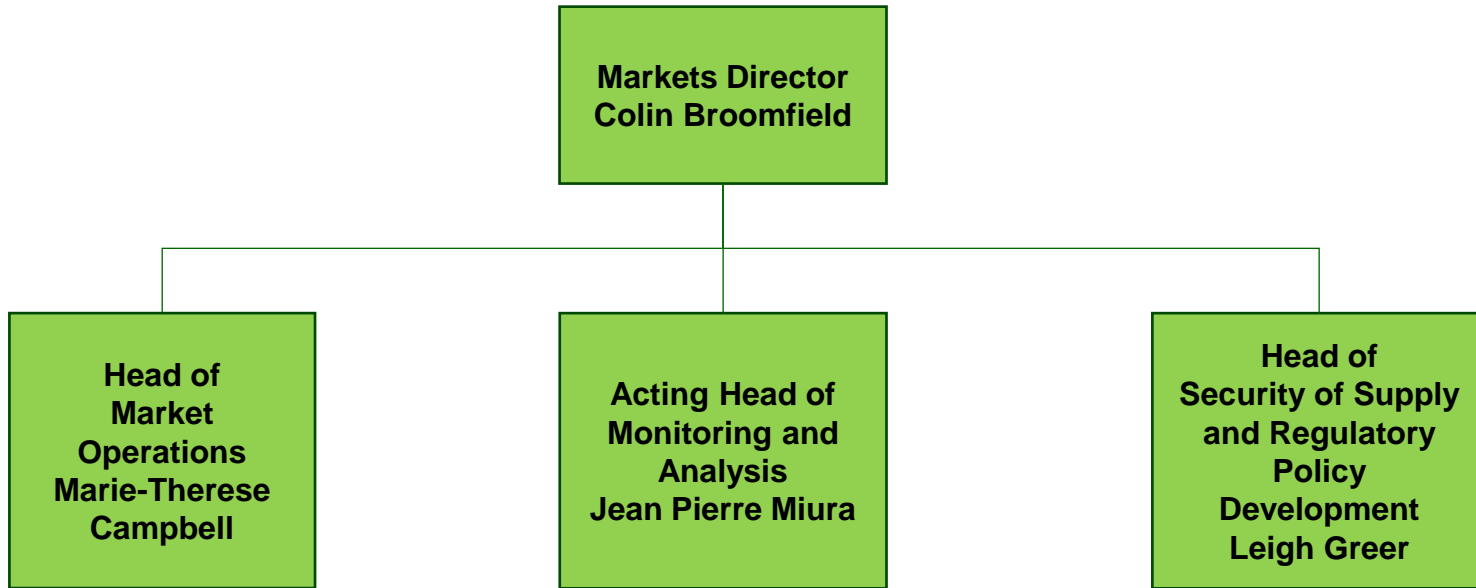 Markets Director
Colin Broomfield
Head of
Market
Operations
Marie-Therese
Campbell
Acting Head of
Monitoring and
Analysis
Jean Pierre Miura
Head of
Security of Supply
and Regulatory
Policy
Development
Leigh Greer